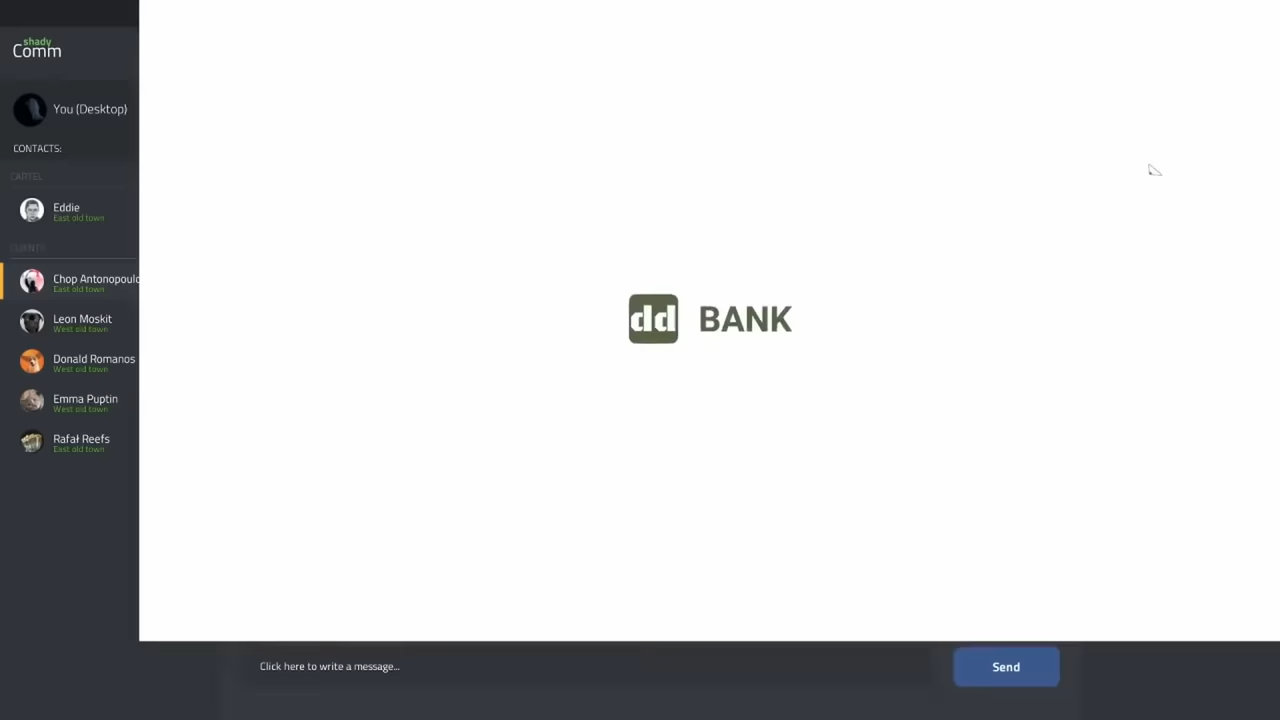 shady
Comm
You (Desktop)
CONTACTS:
CARTEL
Eddie
East old town
CLIENTS
Chop Antonopoulo
East old town
Leon Moskit
West old town
Donald Romanos
West old town
Emma Puptin
West old town
Rafał Reefs
East old town
dd BANK
Click here to write a message...
Send